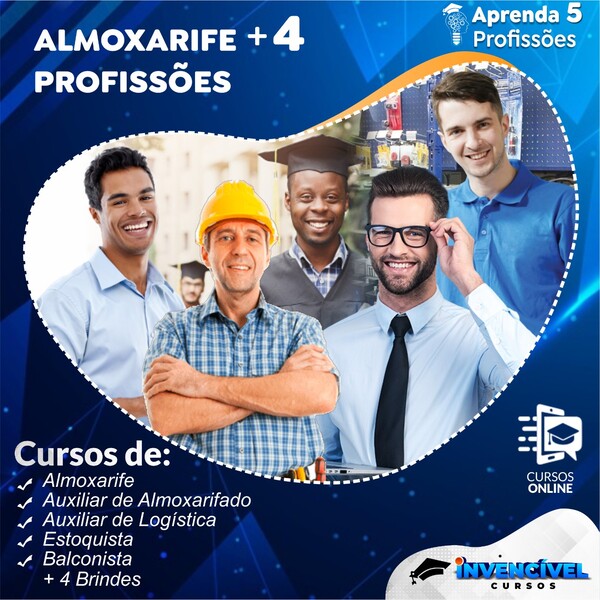 ALMOXARIFE + 4
PROFISSÕES
Aprenda 5
Profissões
Cursos de:
Almoxarife
Auxiliar de Almoxarifado
Auxiliar de Logística
Estoquista
Balconista
+ 4 Brindes
CURSOS
ONLINE
INVENCÍVEL
CURSOS